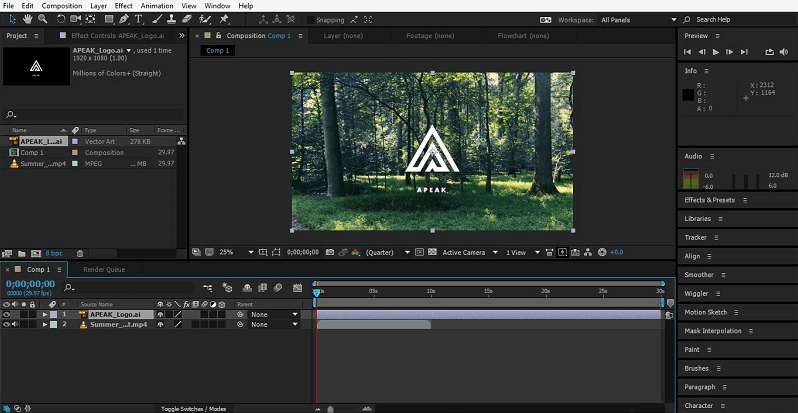 File Edit Composition Layer Effect Animation View Window Help
Snapping Workspace: All Panels Search Help
Project Effect Controls APEAK_Logo.ai
Composition Comp 1 Layer (none) Footage (none) Flowchart (none)
Preview
Comp 1
APEAK_Logo.ai , used 1 time
1920 x 1080 (1.00)
Millions of Colors+ (Straight)
Info
R: X: 2312
G: Y: 1164
B:
A: 0
Name Type Size Frame ...
APEAK_L...ai Vector Art 278 KB
Comp 1 Composition 29.97
Summer_...mp4 MPEG ... MB 29.97
APEAK
Audio
0.0 12.0 dB
-6.0 6.0
Effects & Presets
Libraries
Tracker
Align
Smoother
Wiggler
Motion Sketch
Mask Interpolation
Paint
Brushes
Paragraph
Character
8 bpc
25% 0;00;00;00 (Quarter) Active Camera 1 View +0.0
Comp 1 Render Queue
0;00;00;00
00000 (29.97 fps)
05s 10s 15s 20s 25s 30s
# Source Name Parent
1 APEAK_Logo.ai None
2 Summer_...t.mp4 None
Toggle Switches / Modes